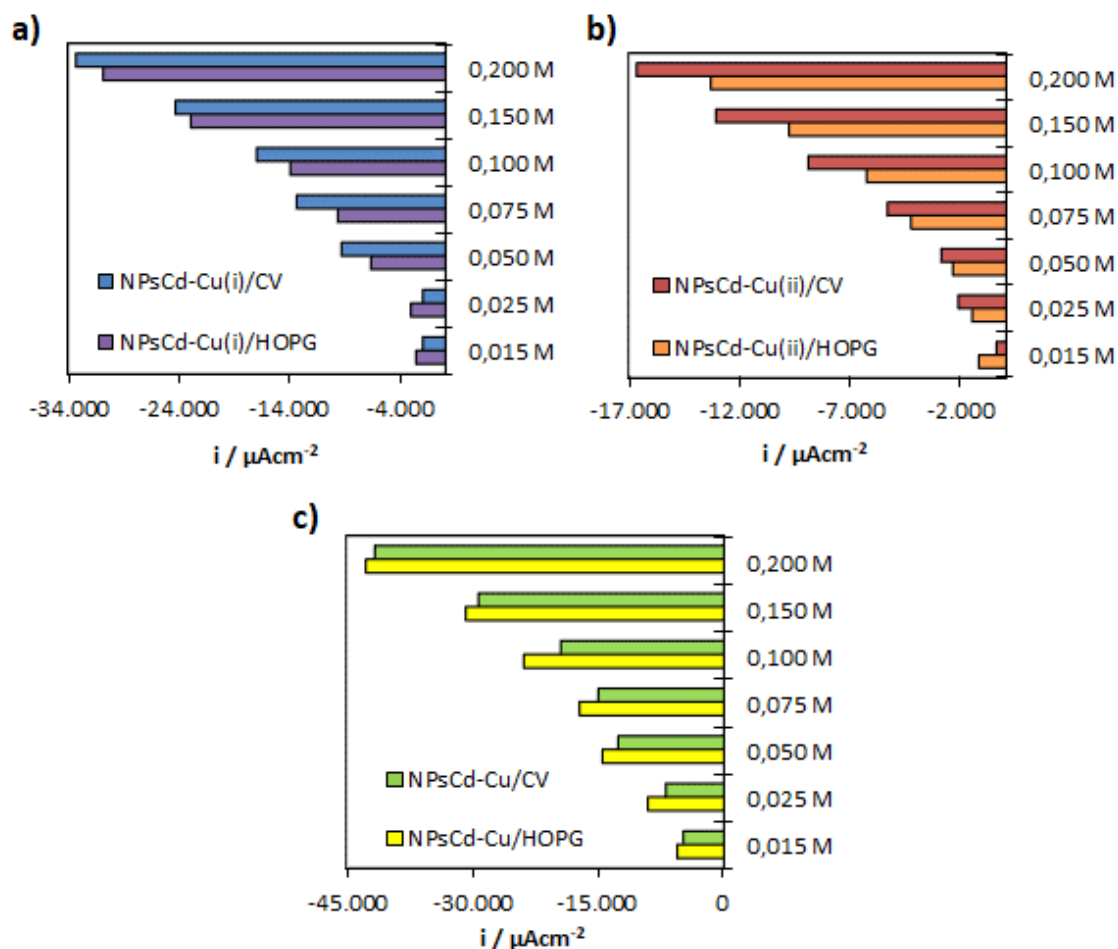 a)
0,200 M
0,150 M
0,100 M
0,075 M
0,050 M
0,025 M
0,015 M
NPsCd-Cu(i)/CV
NPsCd-Cu(i)/HOPG
-34.000 -24.000 -14.000 -4.000
i / µAcm⁻²
b)
0,200 M
0,150 M
0,100 M
0,075 M
0,050 M
0,025 M
0,015 M
NPsCd-Cu(ii)/CV
NPsCd-Cu(ii)/HOPG
-17.000 -12.000 -7.000 -2.000
i / µAcm⁻²
c)
0,200 M
0,150 M
0,100 M
0,075 M
0,050 M
0,025 M
0,015 M
NPsCd-Cu/CV
NPsCd-Cu/HOPG
-45.000 -30.000 -15.000 0
i / µAcm⁻²